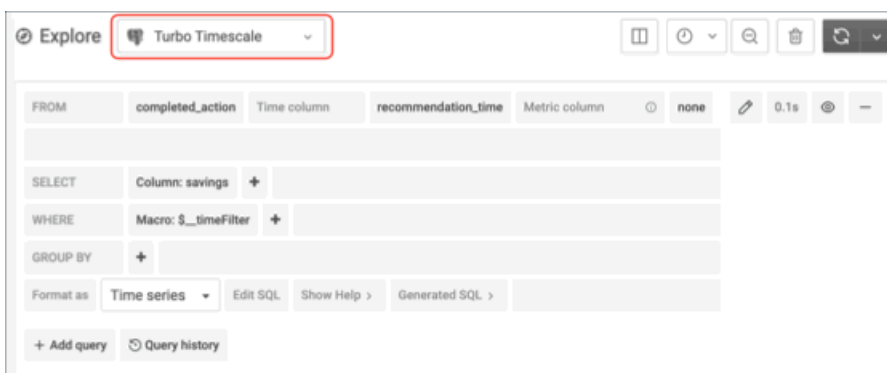 Explore Turbo Timescale
FROM completed_action Time column recommendation_time Metric column none 0.1s
SELECT Column: savings +
WHERE Macro: $__timeFilter +
GROUP BY +
Format as Time series Edit SQL Show Help > Generated SQL >
+ Add query Query history